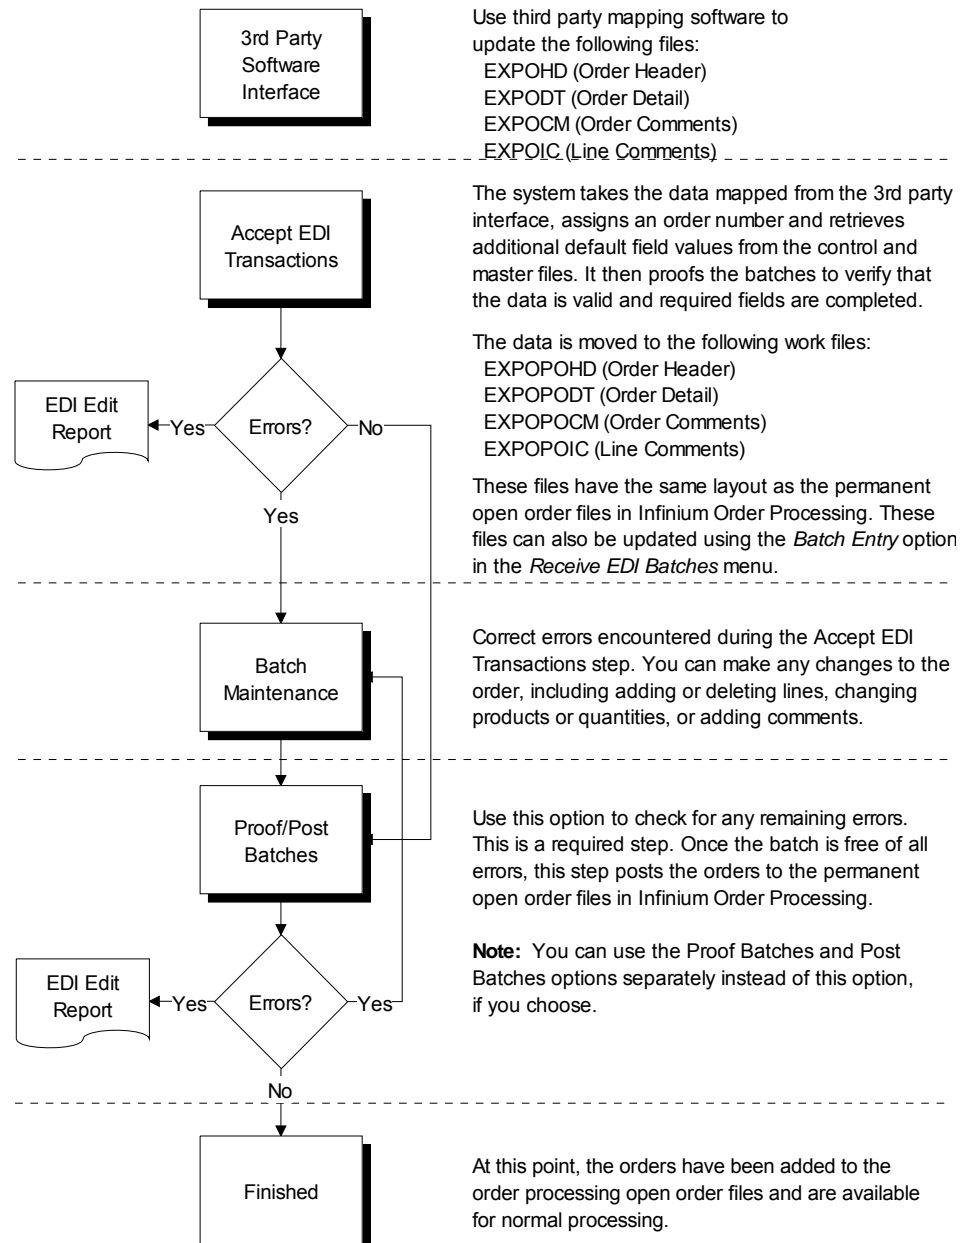 3rd Party
Software
Interface
Use third party mapping software to
update the following files:
EXPOHD (Order Header)
EXPODT (Order Detail)
EXPOCM (Order Comments)
EXPOIC (Line Comments)
Accept EDI
Transactions
The system takes the data mapped from the 3rd party
interface, assigns an order number and retrieves
additional default field values from the control and
master files. It then proofs the batches to verify that
the data is valid and required fields are completed.
The data is moved to the following work files:
EXPOPOHD (Order Header)
EXPOPODT (Order Detail)
EXPOPOCM (Order Comments)
EXPOPOIC (Line Comments)
These files have the same layout as the permanent
open order files in Infinium Order Processing. These
files can also be updated using the Batch Entry option
in the Receive EDI Batches menu.
EDI Edit
Report
Yes
Errors?
No
Yes
Batch
Maintenance
Correct errors encountered during the Accept EDI
Transactions step. You can make any changes to the
order, including adding or deleting lines, changing
products or quantities, or adding comments.
Proof/Post
Batches
Use this option to check for any remaining errors.
This is a required step. Once the batch is free of all
errors, this step posts the orders to the permanent
open order files in Infinium Order Processing.
Note: You can use the Proof Batches and Post
Batches options separately instead of this option,
if you choose.
EDI Edit
Report
Yes
Errors?
Yes
No
Finished
At this point, the orders have been added to the
order processing open order files and are available
for normal processing.